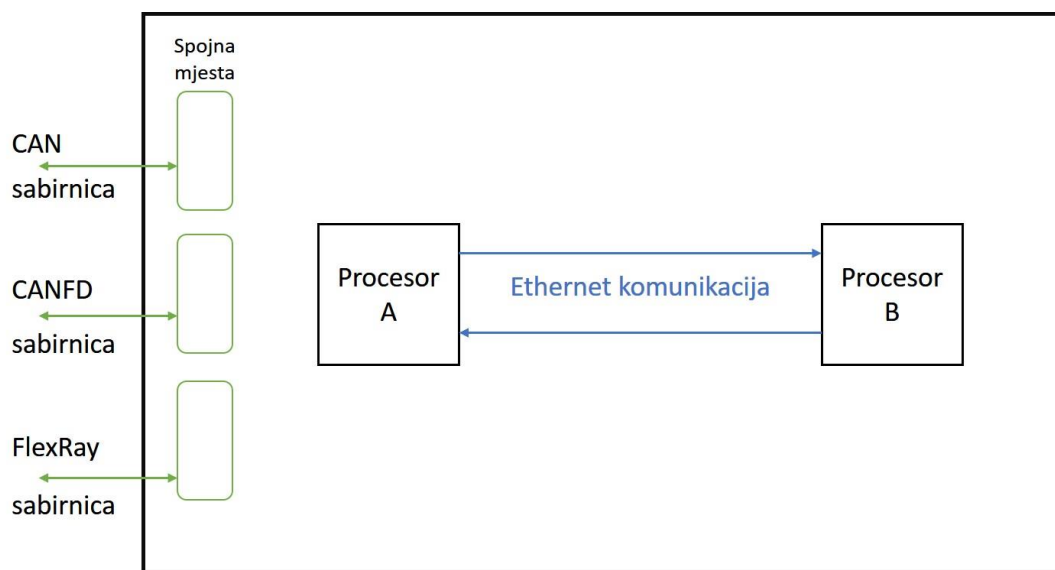 Spojna
mjesta
CAN
sabirnica
CANFD
sabirnica
FlexRay
sabirnica
Procesor
A
Ethernet komunikacija
Procesor
B